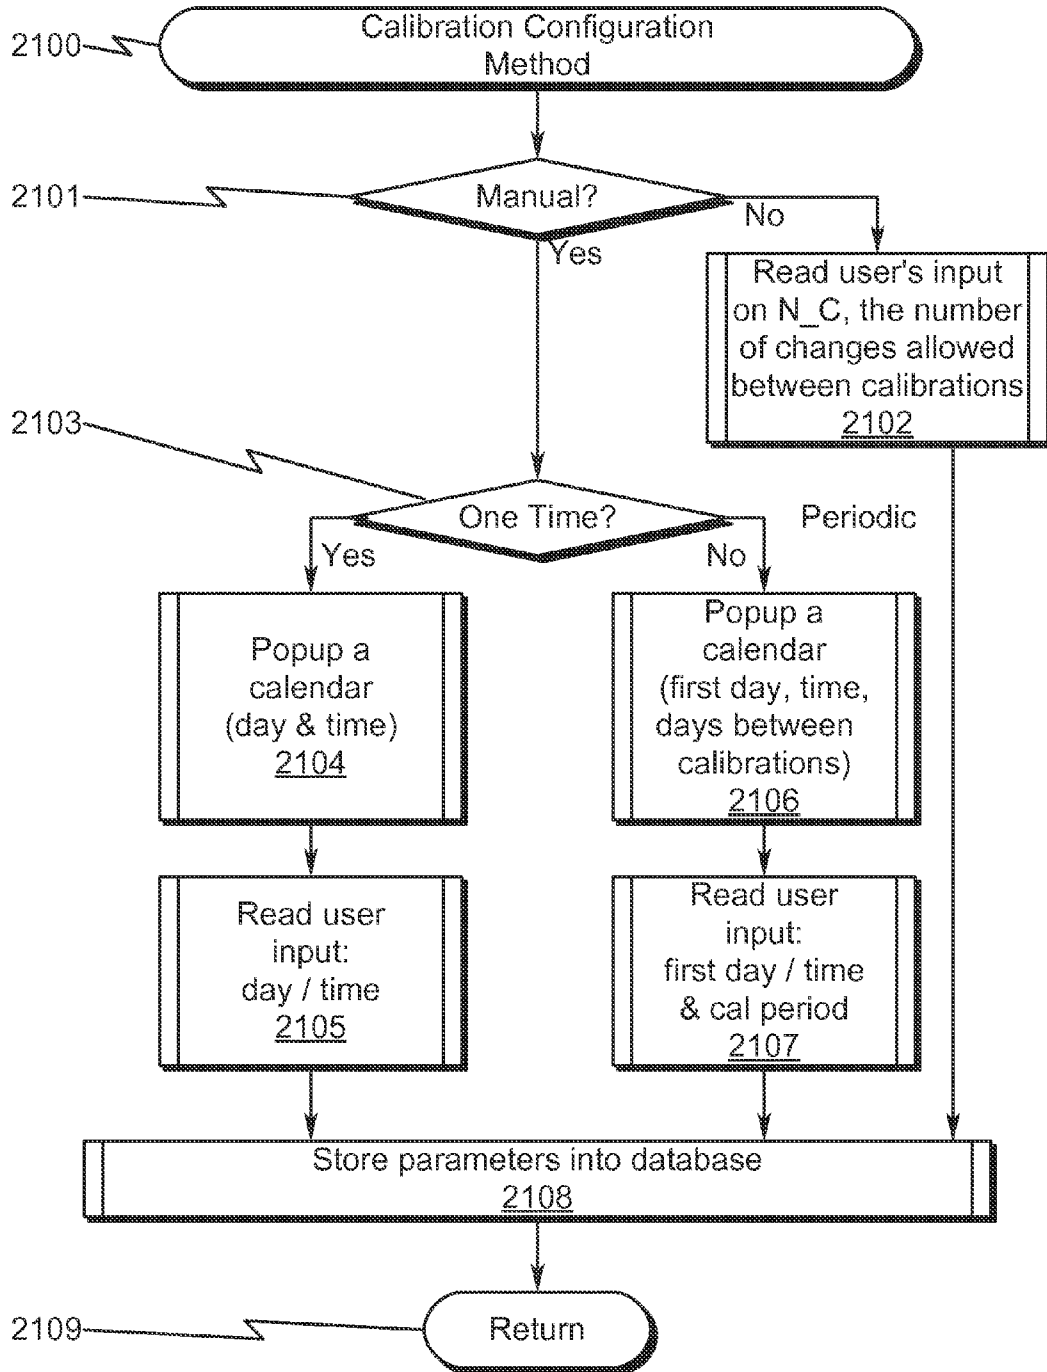 2100
Calibration Configuration
Method
2101
Manual?
No
Yes
Read user's input
on N_C, the number
of changes allowed
between calibrations
2102
2103
One Time?
Periodic
Yes
No
Popup a
calendar
(day & time)
2104
Popup a
calendar
(first day, time,
days between
calibrations)
2106
Read user
input:
day / time
2105
Read user
input:
first day / time
& cal period
2107
Store parameters into database
2108
2109
Return